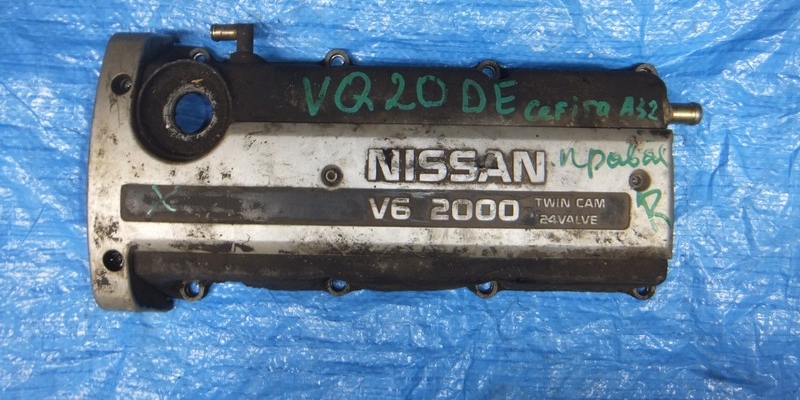 VQ20DE Cefiro A32
NISSAN правая
V6 2000 TWIN CAM R
24VALVE
X